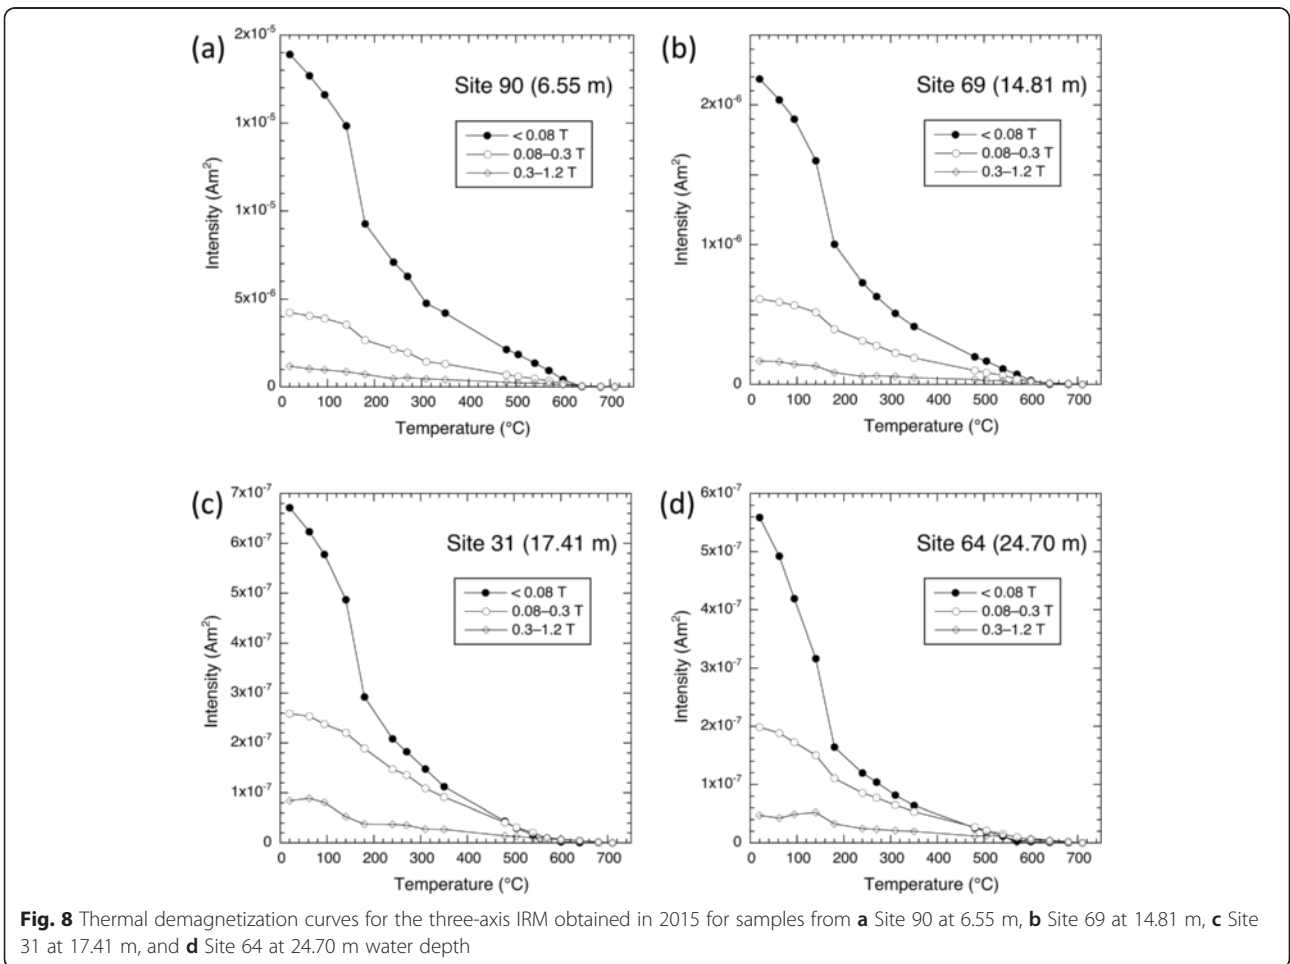 (a)
2x10-5
1x10-5
1x10-5
5x10-6
0
Intensity (Am2)
Site 90 (6.55 m)
< 0.08 T
0.08–0.3 T
0.3–1.2 T
0 100 200 300 400 500 600 700
Temperature (°C)
(b)
2x10-6
1x10-6
0
Intensity (Am2)
Site 69 (14.81 m)
< 0.08 T
0.08–0.3 T
0.3–1.2 T
0 100 200 300 400 500 600 700
Temperature (°C)
(c)
7x10-7
6x10-7
5x10-7
4x10-7
3x10-7
2x10-7
1x10-7
0
Intensity (Am2)
Site 31 (17.41 m)
< 0.08 T
0.08–0.3 T
0.3–1.2 T
0 100 200 300 400 500 600 700
Temperature (°C)
(d)
6x10-7
5x10-7
4x10-7
3x10-7
2x10-7
1x10-7
0
Intensity (Am2)
Site 64 (24.70 m)
< 0.08 T
0.08–0.3 T
0.3–1.2 T
0 100 200 300 400 500 600 700
Temperature (°C)
Fig. 8 Thermal demagnetization curves for the three-axis IRM obtained in 2015 for samples from a Site 90 at 6.55 m, b Site 69 at 14.81 m, c Site
31 at 17.41 m, and d Site 64 at 24.70 m water depth